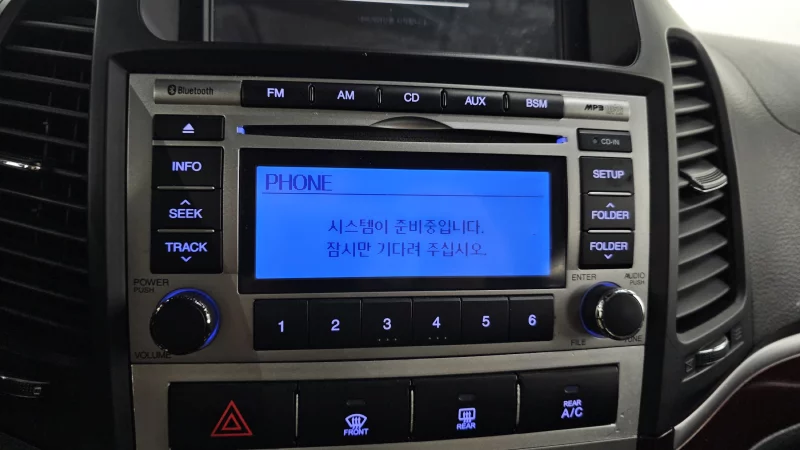 Bluetooth
FM
AM
CD
AUX
BSM
MP3
CD-IN
INFO
SEEK
TRACK
PHONE
시스템이 준비중입니다.
잠시만 기다려 주십시오.
SETUP
FOLDER
FOLDER
POWER
PUSH
VOLUME
1 2 3 4 5 6
ENTER
AUDIO
PUSH
FILE
TUNE
FRONT
REAR
REAR
A/C